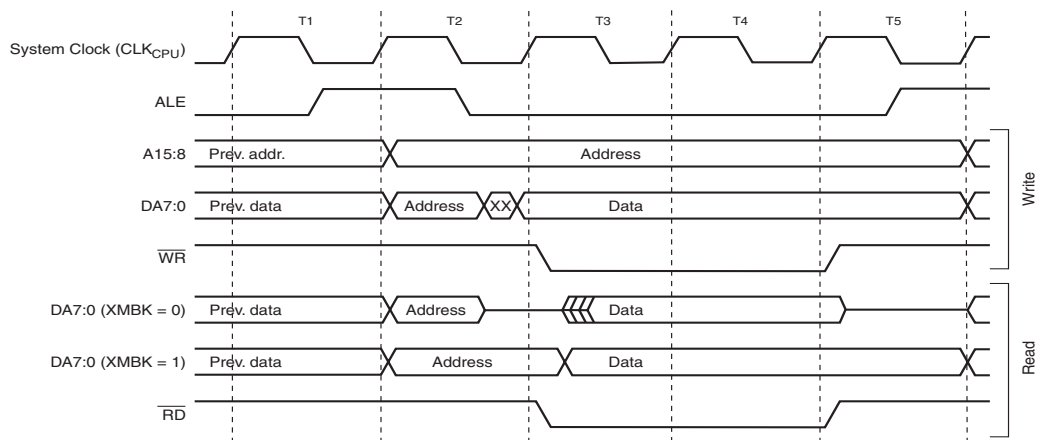 T1 T2 T3 T4 T5
System Clock (CLKCPU)
ALE
A15:8 Prev. addr. Address
DA7:0 Prev. data Address XX Data
WR
Write
DA7:0 (XMBK = 0) Prev. data Address Data
DA7:0 (XMBK = 1) Prev. data Address Data
RD
Read